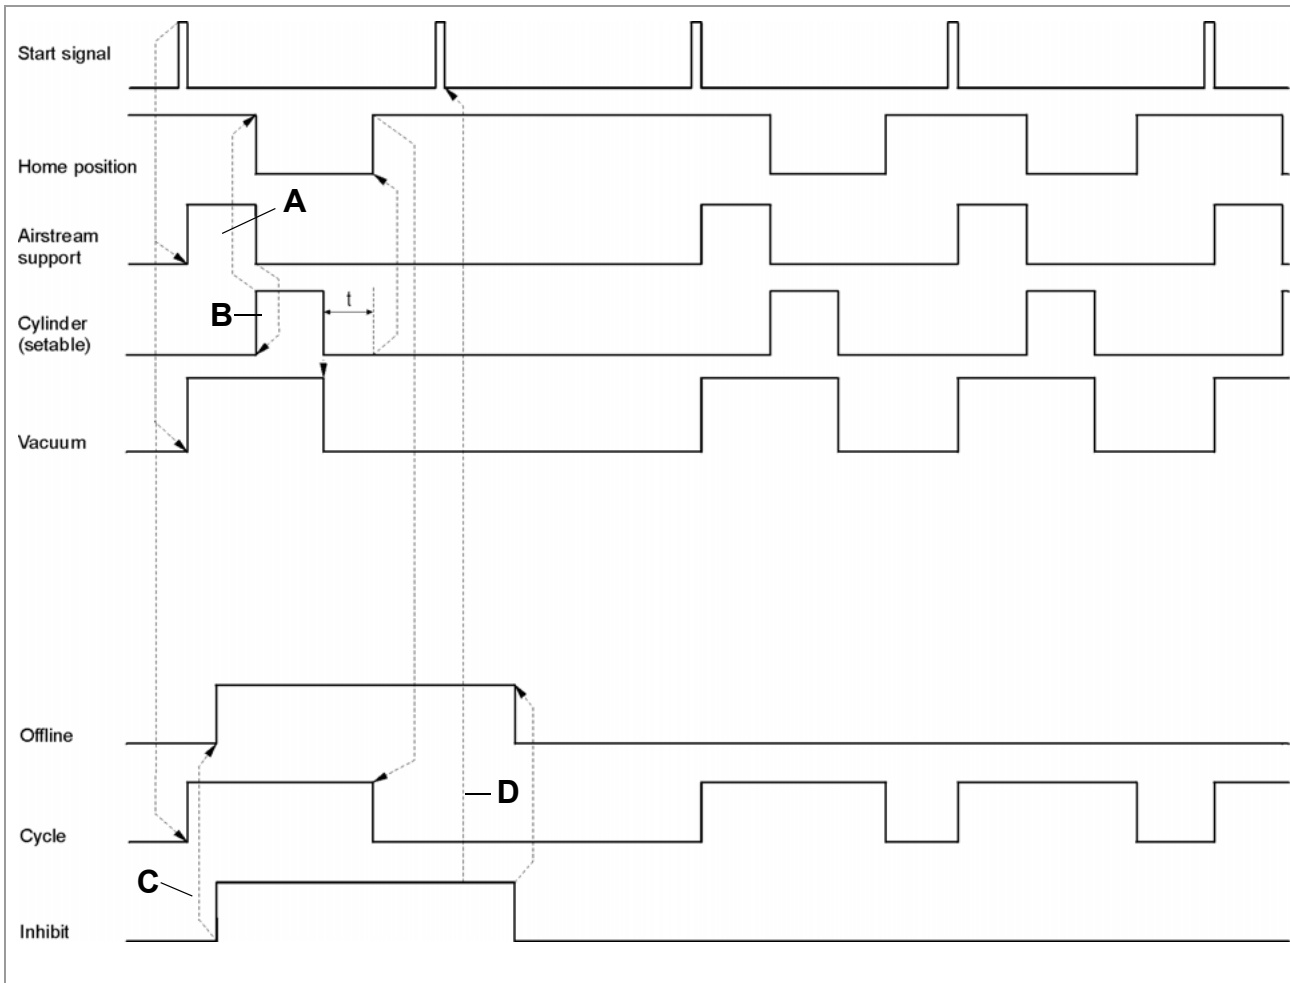 Start signal
Home position
A
Airstream
support
t
B
Cylinder
(setable)
Vacuum
Offline
D
Cycle
C
Inhibit